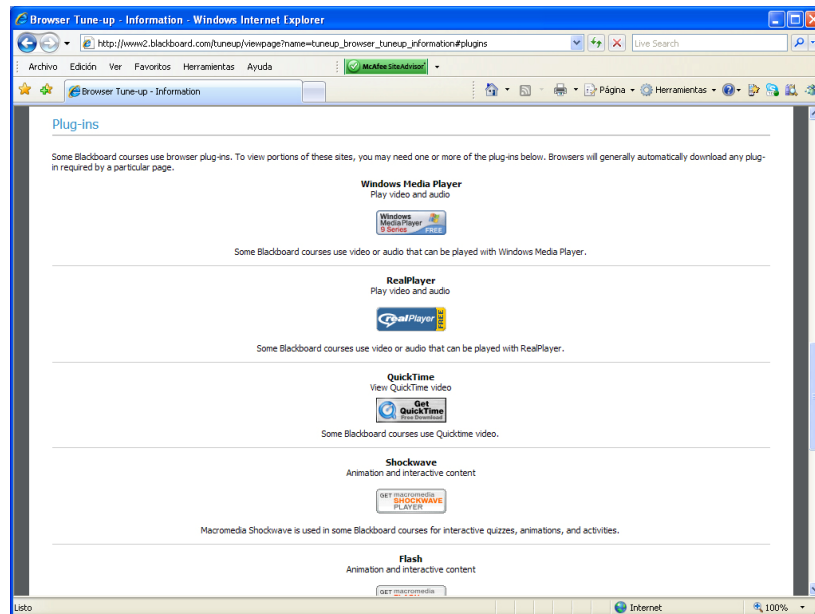 Browser Tune-up - Information - Windows Internet Explorer
http://www2.blackboard.com/tuneup/viewpage?name=tuneup_browser_tuneup_information#plugins
Live Search
Archivo Edición Ver Favoritos Herramientas Ayuda
McAfee SiteAdvisor
Browser Tune-up - Information
Página
Herramientas
Plug-ins
Some Blackboard courses use browser plug-ins. To view portions of these sites, you may need one or more of the plug-ins below. Browsers will generally automatically download any plug-
in required by a particular page.
Windows Media Player
Play video and audio
Windows
MediaPlayer
9 Series FREE
Some Blackboard courses use video or audio that can be played with Windows Media Player.
RealPlayer
Play video and audio
realPlayer FREE
Some Blackboard courses use video or audio that can be played with RealPlayer.
QuickTime
View QuickTime video
Get
QuickTime
Free Download
Some Blackboard courses use Quicktime video.
Shockwave
Animation and interactive content
GET macromedia
SHOCKWAVE
PLAYER
Macromedia Shockwave is used in some Blackboard courses for interactive quizzes, animations, and activities.
Flash
Animation and interactive content
GET macromedia
Listo
Internet
100%